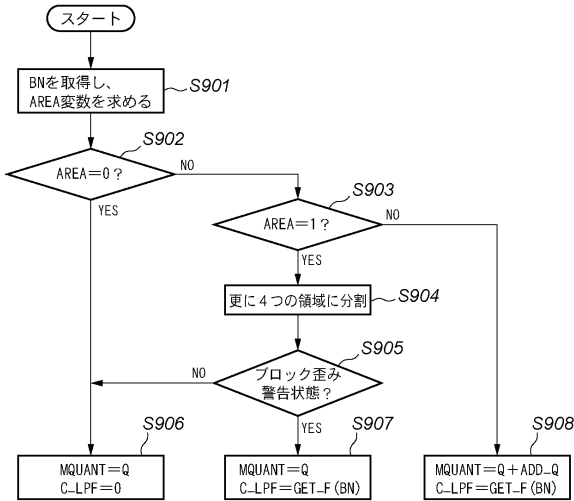 スタート
BNを取得し、
AREA変数を求める
S901
S902
AREA=0?
NO
YES
S903
AREA=1?
NO
YES
更に4つの領域に分割
S904
S905
ブロック歪み
警告状態?
NO
YES
S906
MQUANT=Q
C_LPF=0
S907
MQUANT=Q
C_LPF=GET_F(BN)
S908
MQUANT=Q+ADD_Q
C_LPF=GET_F(BN)